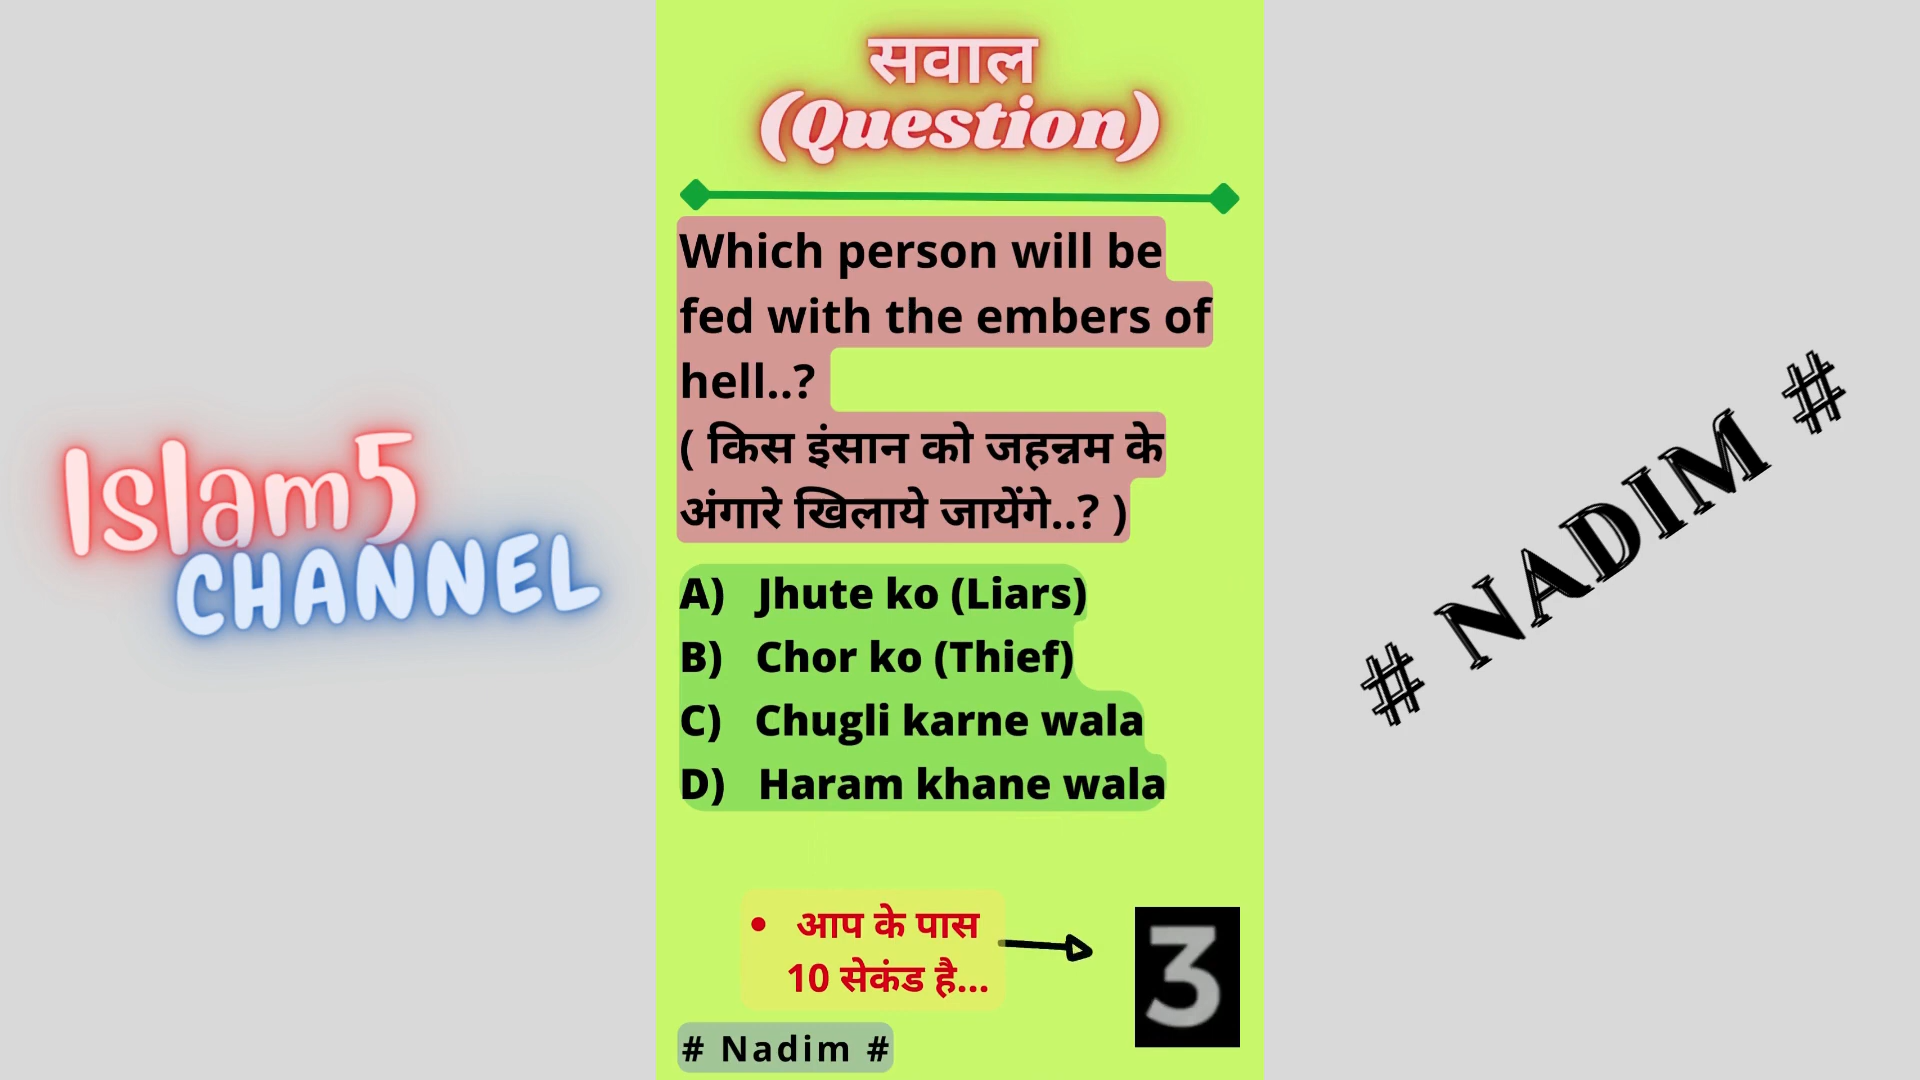 सवाल
(Question)
Which person will be
fed with the embers of
hell..?
( किस इंसान को जहन्नम के
अंगारे खिलाये जायेंगे..? )
A) Jhute ko (Liars)
B) Chor ko (Thief)
C) Chugli karne wala
D) Haram khane wala
• आप के पास
10 सेकंड है...
3
# Nadim #
Islam5
CHANNEL
# NADIM #